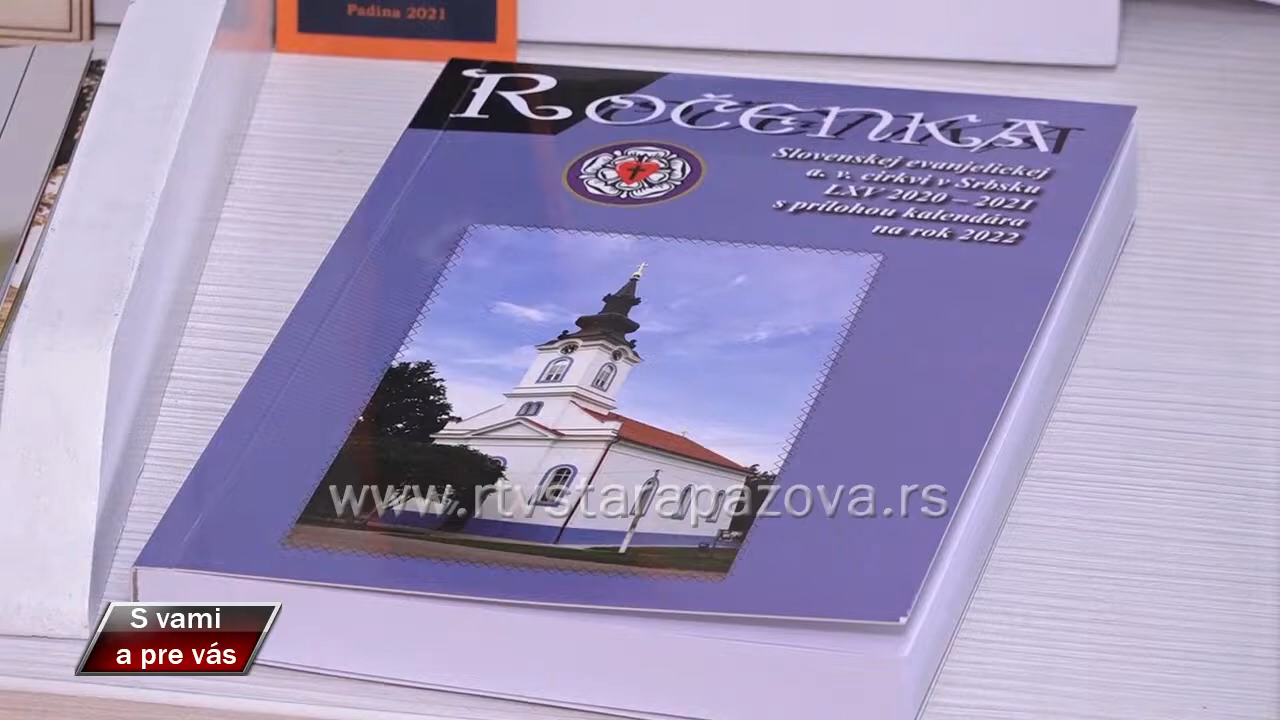 Padina 2021
ROČENKA
Slovenskej evanjelickej
a. v. cirkvi v Srbsku
LXV 2020 – 2021
s prílohou kalendára
na rok 2022
www.rtvstarapazova.rs
S vami
a pre vás